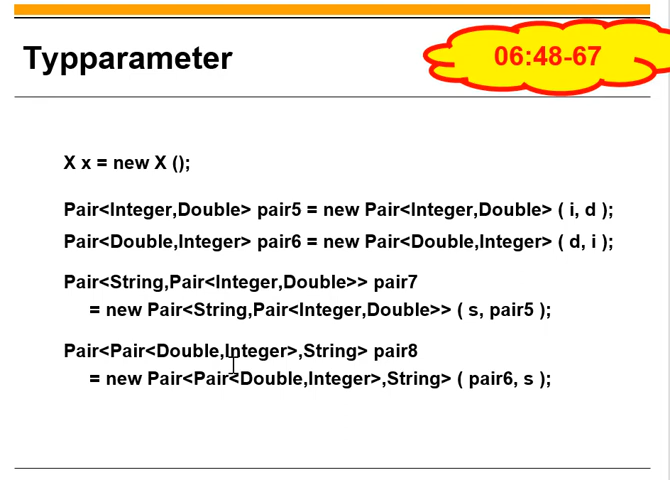 Typparameter
06:48-67
X x = new X ();
Pair<Integer,Double> pair5 = new Pair<Integer,Double> ( i, d );
Pair<Double,Integer> pair6 = new Pair<Double,Integer> ( d, i );
Pair<String,Pair<Integer,Double>> pair7
= new Pair<String,Pair<Integer,Double>> ( s, pair5 );
Pair<Pair<Double,Integer>,String> pair8
= new Pair<Pair<Double,Integer>,String> ( pair6, s );